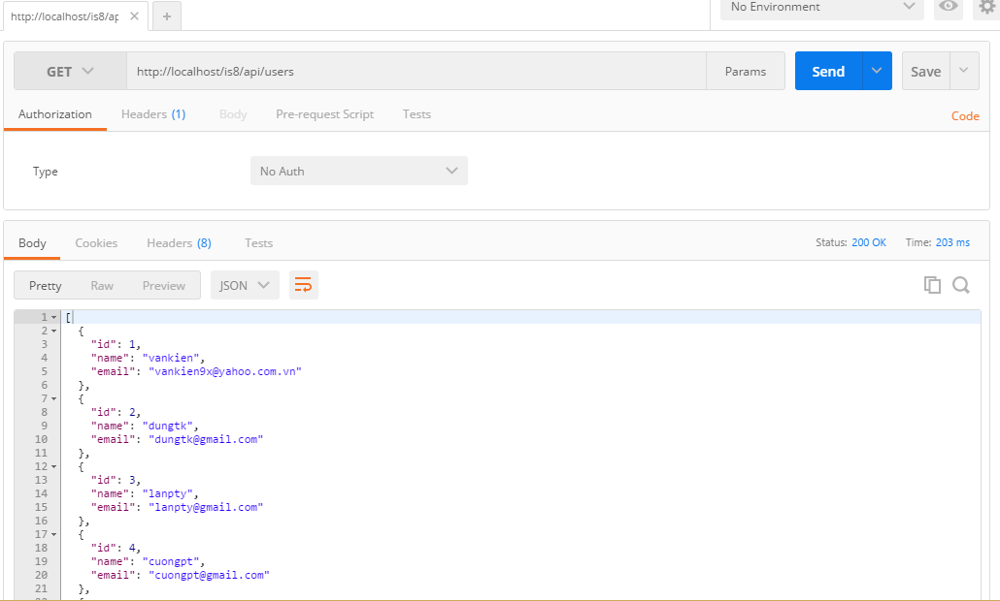 http://localhost/is8/ap
No Environment
GET http://localhost/is8/api/users Params Send Save
Authorization Headers (1) Body Pre-request Script Tests Code
Type No Auth
Body Cookies Headers (8) Tests Status: 200 OK Time: 203 ms
Pretty Raw Preview JSON
1 [
2 {
3 "id": 1,
4 "name": "vankien",
5 "email": "vankien9x@yahoo.com.vn"
6 },
7 {
8 "id": 2,
9 "name": "dungtk",
10 "email": "dungtk@gmail.com"
11 },
12 {
13 "id": 3,
14 "name": "lanpty",
15 "email": "lanpty@gmail.com"
16 },
17 {
18 "id": 4,
19 "name": "cuongpt",
20 "email": "cuongpt@gmail.com"
21 },